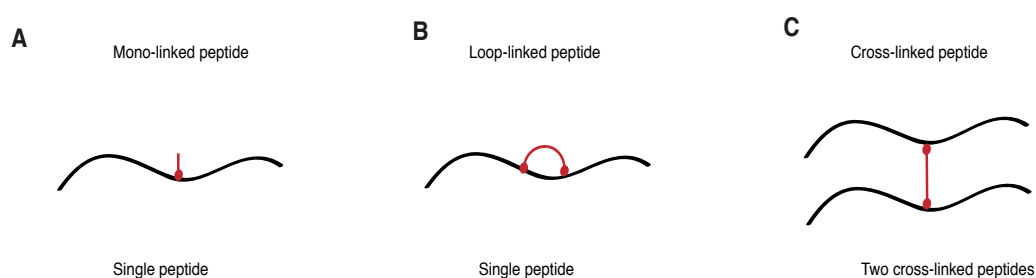 A
Mono-linked peptide
Single peptide
B
Loop-linked peptide
Single peptide
C
Cross-linked peptide
Two cross-linked peptides